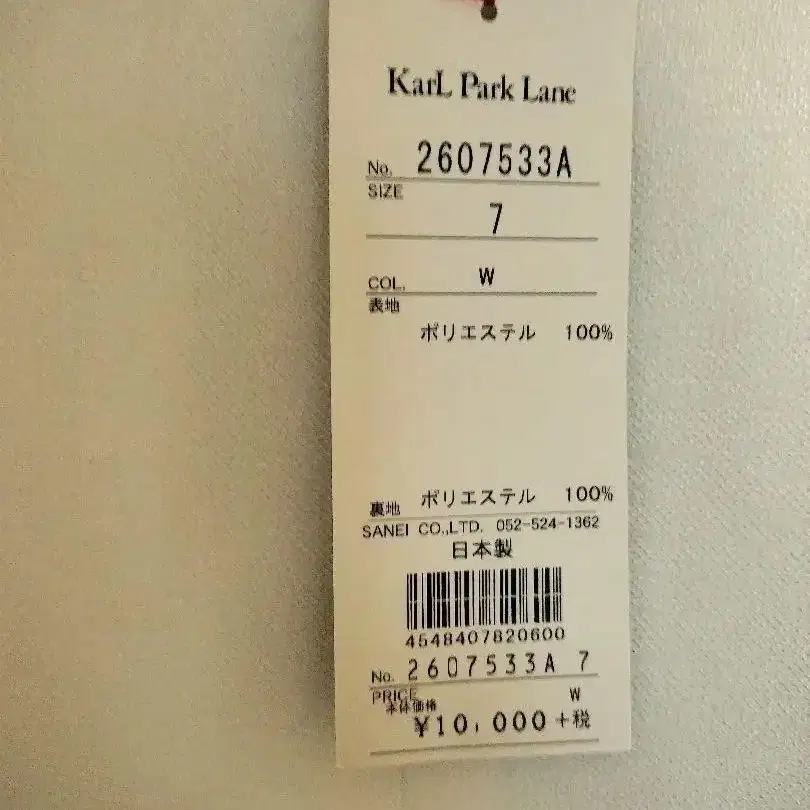 KarL Park Lane
No. 2607533A
SIZE
7
COL. W
表地
ポリエステル 100%
裏地 ポリエステル 100%
SANEI CO.,LTD. 052-524-1362
日本製
4548407820600
No. 2607533A 7
PRICE W
本体価格
¥10,000+税